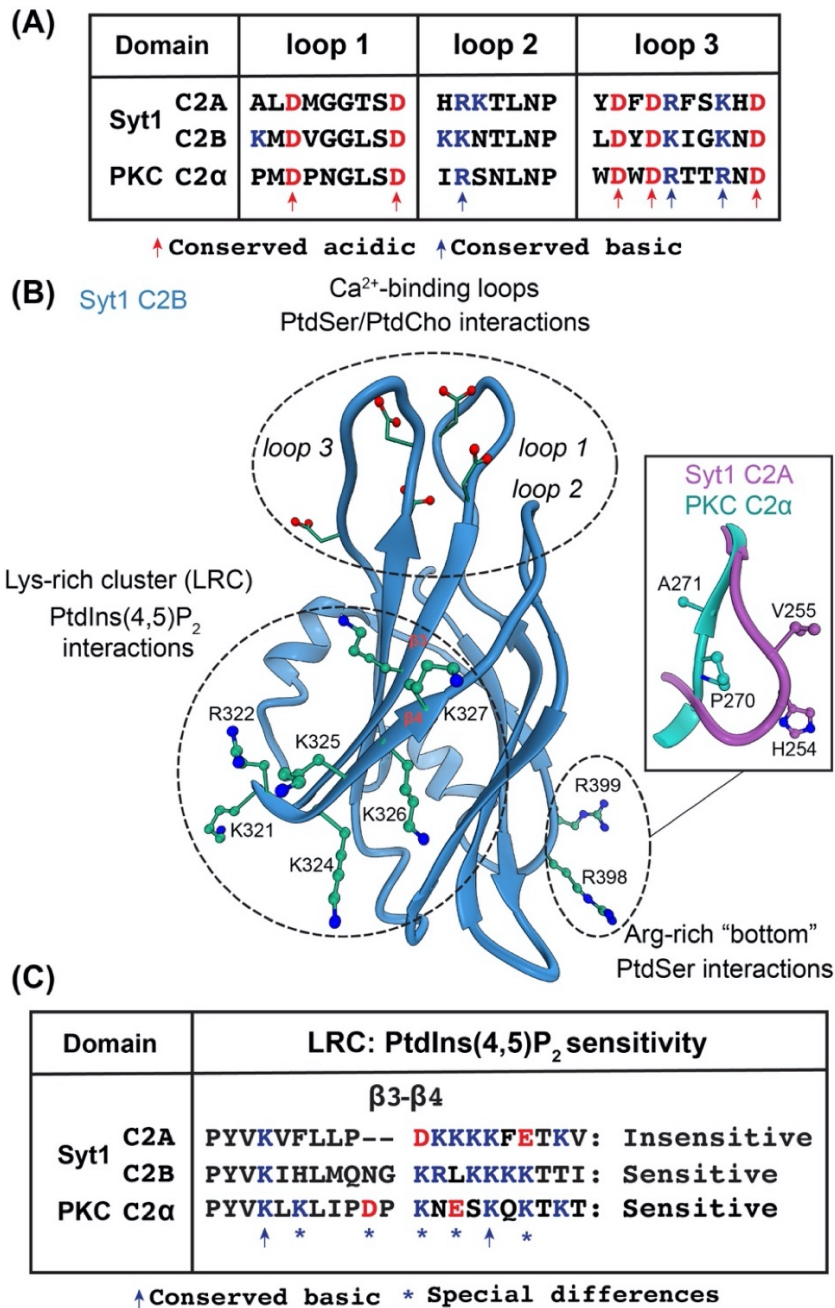 (A)
Domain loop 1 loop 2 loop 3
Syt1 C2A ALDMGGTSD HRKTLNP YDFDRFSKHD
C2B KMDVGGLSD KKNTLNP LDYDKIGKND
PKC C2α PMDPNGLSD IRSNLNP WDWDRTTRND
Conserved acidic Conserved basic
(B) Syt1 C2B
Ca²⁺-binding loops
PtdSer/PtdCho interactions
loop 3
loop 1
loop 2
Syt1 C2A
PKC C2α
A271
V255
P270
H254
Lys-rich cluster (LRC)
PtdIns(4,5)P₂
interactions
β3
β4
K327
R322
K325
K321
K326
K324
R399
R398
Arg-rich “bottom”
PtdSer interactions
(C)
Domain LRC: PtdIns(4,5)P₂ sensitivity
β3-β4
Syt1 C2A PYVKVFLLP-- DKKKKFETKV: Insensitive
C2B PYVKIHLMQNG KRLKKKKTTI: Sensitive
PKC C2α PYVKLKLIPDP KNESKQKTKT: Sensitive
* * * * *
Conserved basic * Special differences